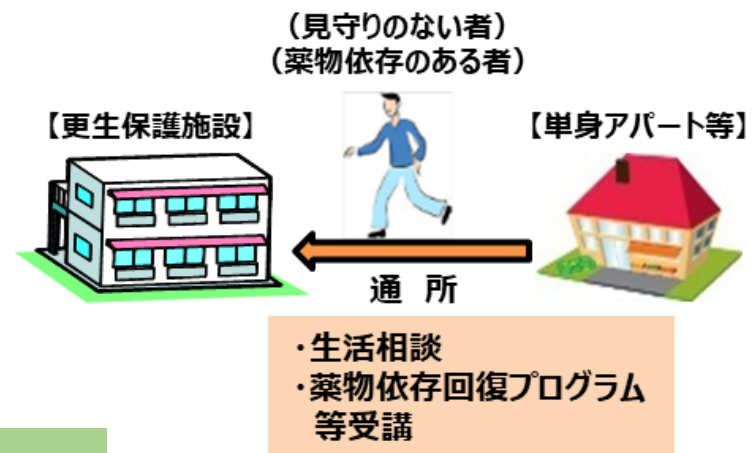 （見守りのない者）
（薬物依存のある者）
【更生保護施設】
【単身アパート等】
通 所
・生活相談
・薬物依存回復プログラム
等受講